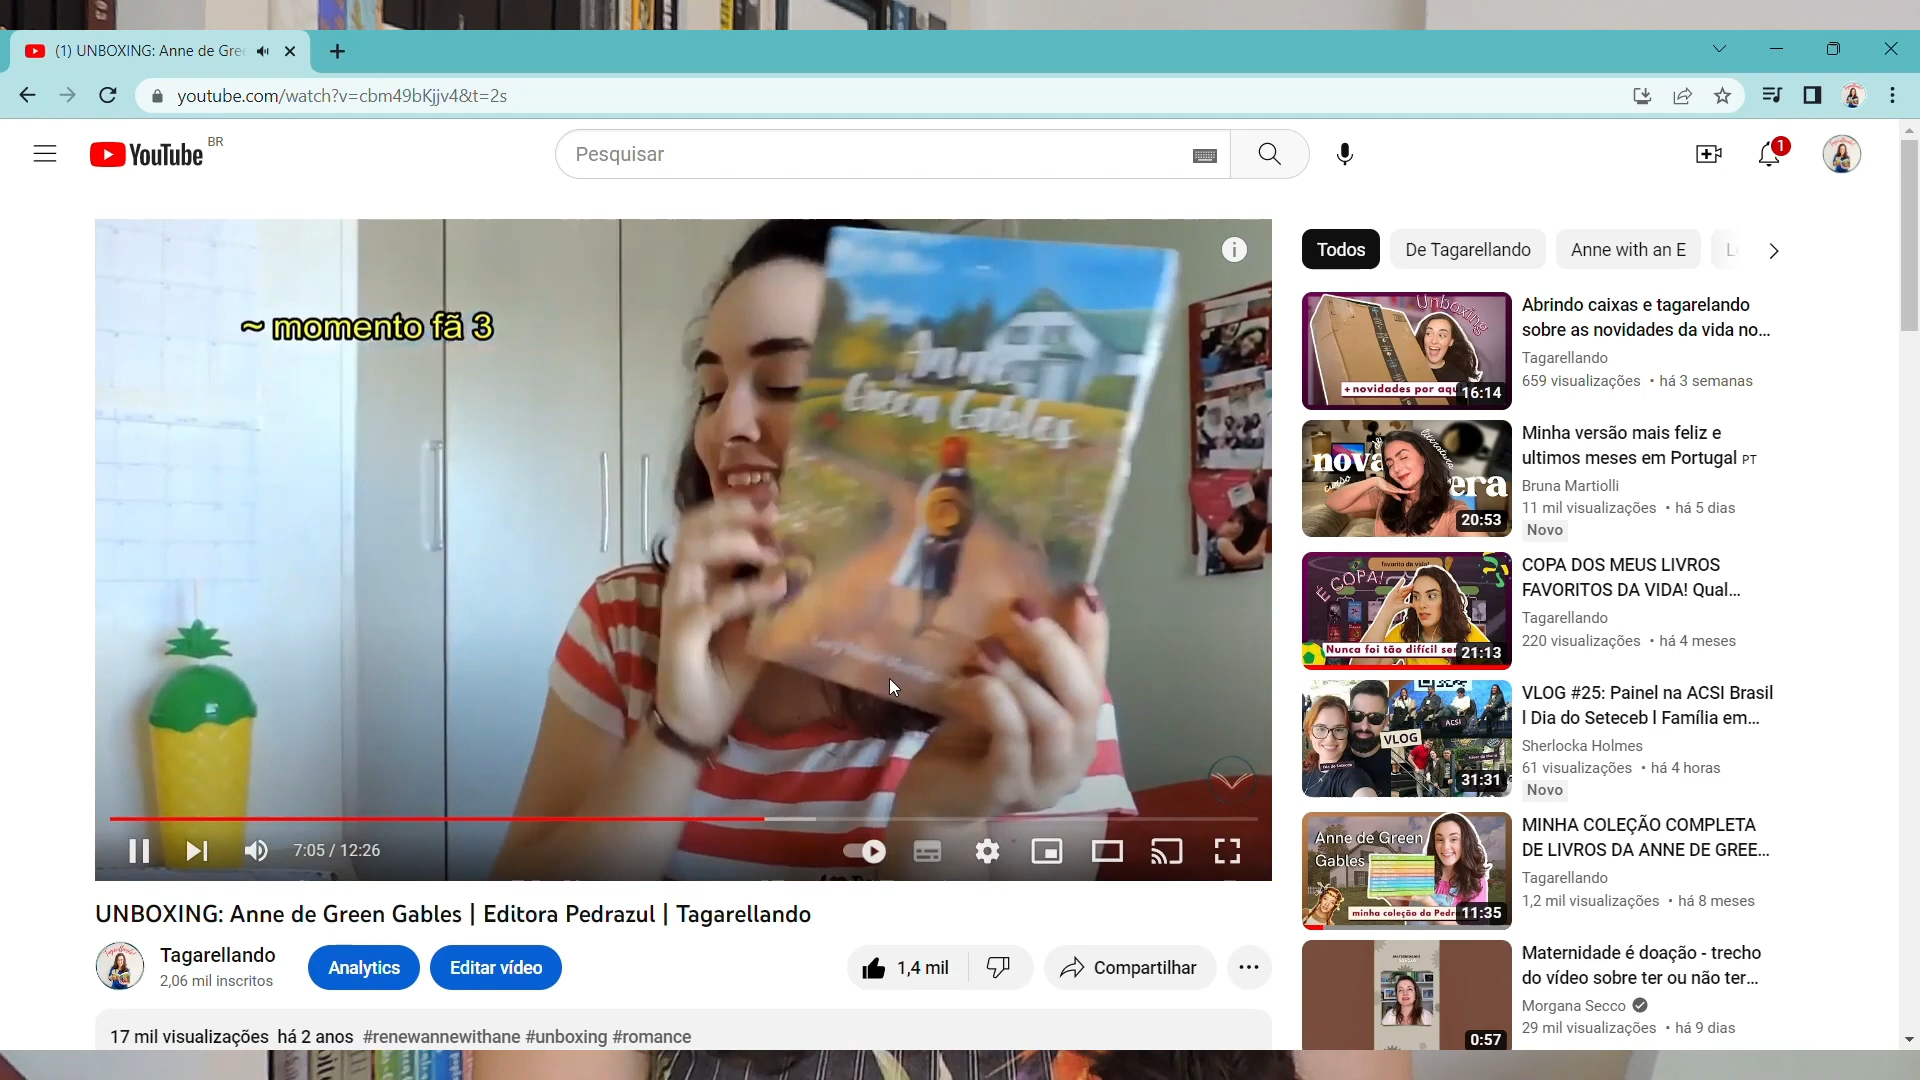 (1) UNBOXING: Anne de Gre
youtube.com/watch?v=cbm49bKjjv4&t=2s
YouTube BR
Pesquisar
1
~ momento fã 3
Anne
Green Gables
7:05 / 12:26
UNBOXING: Anne de Green Gables | Editora Pedrazul | Tagarellando
Tagarellando
2,06 mil inscritos
Analytics
Editar vídeo
1,4 mil
Compartilhar
17 mil visualizações há 2 anos #renewannewithane #unboxing #romance
Todos
De Tagarellando
Anne with an E
Unboxing
+ novidades por aqu
16:14
Abrindo caixas e tagarelando
sobre as novidades da vida no...
Tagarellando
659 visualizações • há 3 semanas
nova
era
20:53
Minha versão mais feliz e
ultimos meses em Portugal PT
Bruna Martiolli
11 mil visualizações • há 5 dias
Novo
favorito da vida!
É COPA!
Nunca foi tão difícil ser
21:13
COPA DOS MEUS LIVROS
FAVORITOS DA VIDA! Qual...
Tagarellando
220 visualizações • há 4 meses
ACSI
VLOG
31:31
VLOG #25: Painel na ACSI Brasil
l Dia do Seteceb l Família em...
Sherlocka Holmes
61 visualizações • há 4 horas
Novo
Anne de Green
Gables
minha coleção da Pedr
11:35
MINHA COLEÇÃO COMPLETA
DE LIVROS DA ANNE DE GREE...
Tagarellando
1,2 mil visualizações • há 8 meses
0:57
Maternidade é doação - trecho
do vídeo sobre ter ou não ter...
Morgana Secco
29 mil visualizações • há 9 dias